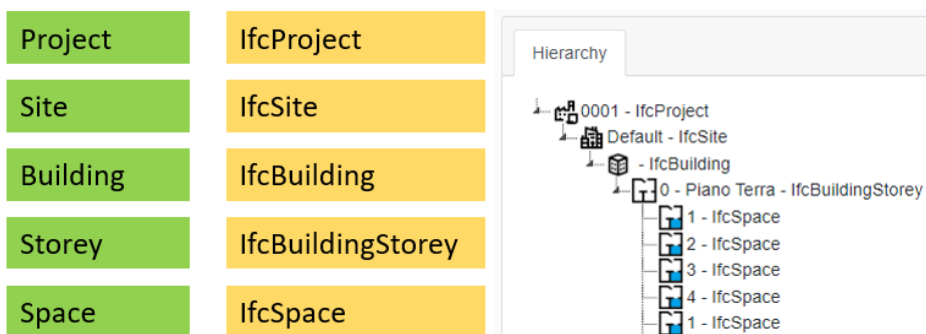 Project
IfcProject
Site
IfcSite
Building
IfcBuilding
Storey
IfcBuildingStorey
Space
IfcSpace
Hierarchy
0001 - IfcProject
Default - IfcSite
- IfcBuilding
0 - Piano Terra - IfcBuildingStorey
1 - IfcSpace
2 - IfcSpace
3 - IfcSpace
4 - IfcSpace
1 - IfcSpace